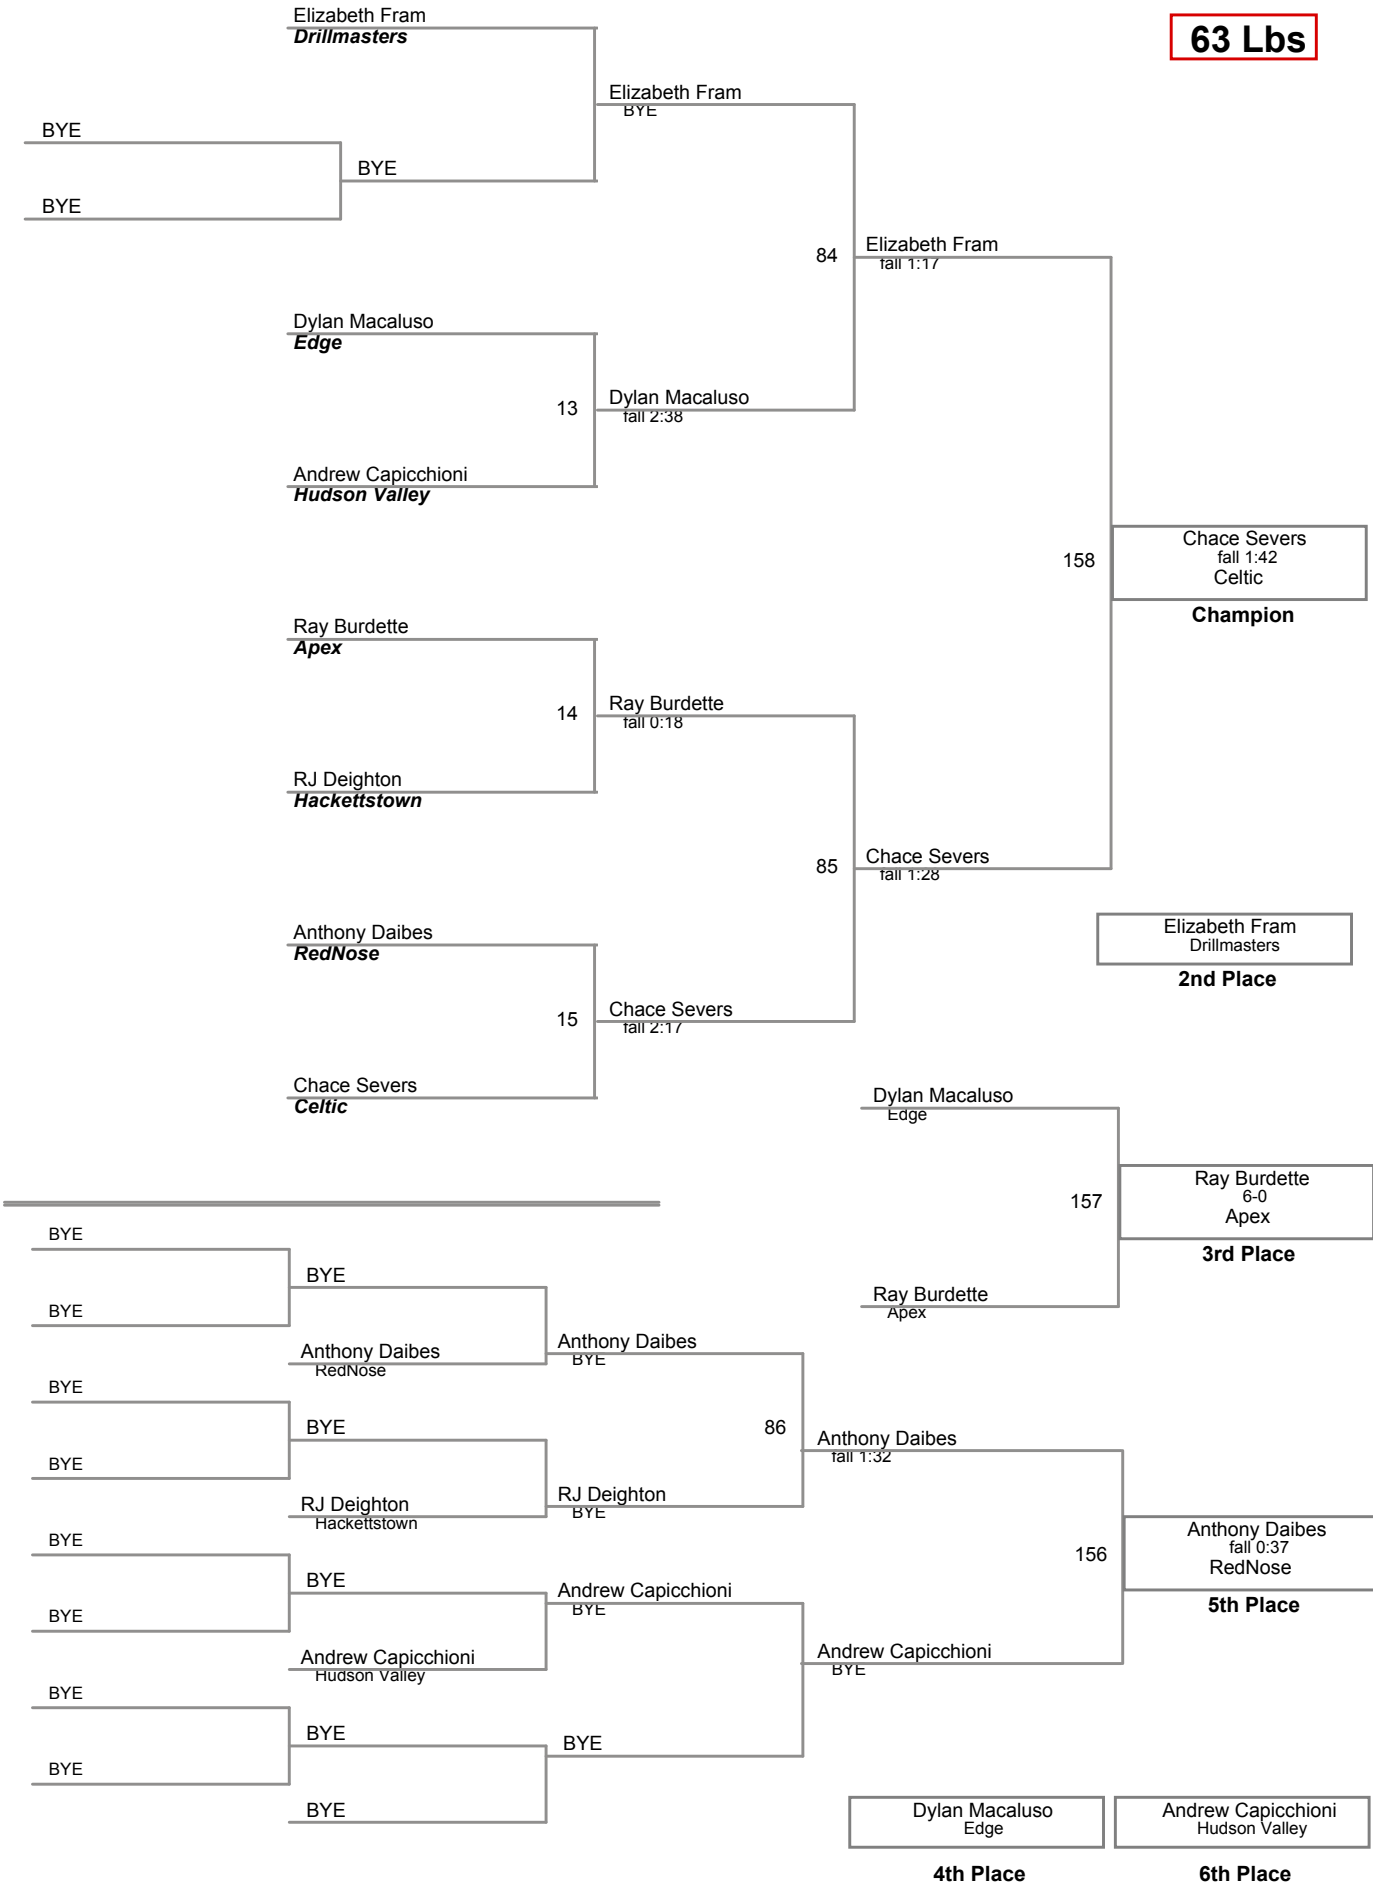 Elizabeth Fram
Drillmasters
63 Lbs
Elizabeth Fram
BYE
BYE
BYE
BYE
84
Elizabeth Fram
fall 1:17
Dylan Macaluso
Edge
13
Dylan Macaluso
fall 2:38
Andrew Capicchioni
Hudson Valley
158
Chace Severs
fall 1:42
Celtic
Champion
Ray Burdette
Apex
14
Ray Burdette
fall 0:18
RJ Deighton
Hackettstown
85
Chace Severs
fall 1:28
Anthony Daibes
RedNose
Elizabeth Fram
Drillmasters
2nd Place
15
Chace Severs
fall 2:17
Chace Severs
Celtic
Dylan Macaluso
Edge
157
Ray Burdette
6-0
Apex
3rd Place
Ray Burdette
Apex
BYE
BYE
BYE
Anthony Daibes
RedNose
Anthony Daibes
BYE
BYE
BYE
BYE
86
Anthony Daibes
fall 1:32
RJ Deighton
Hackettstown
RJ Deighton
BYE
156
Anthony Daibes
fall 0:37
RedNose
5th Place
BYE
BYE
BYE
Andrew Capicchioni
BYE
Andrew Capicchioni
Hudson Valley
Andrew Capicchioni
BYE
BYE
BYE
BYE
BYE
BYE
Dylan Macaluso
Edge
4th Place
Andrew Capicchioni
Hudson Valley
6th Place